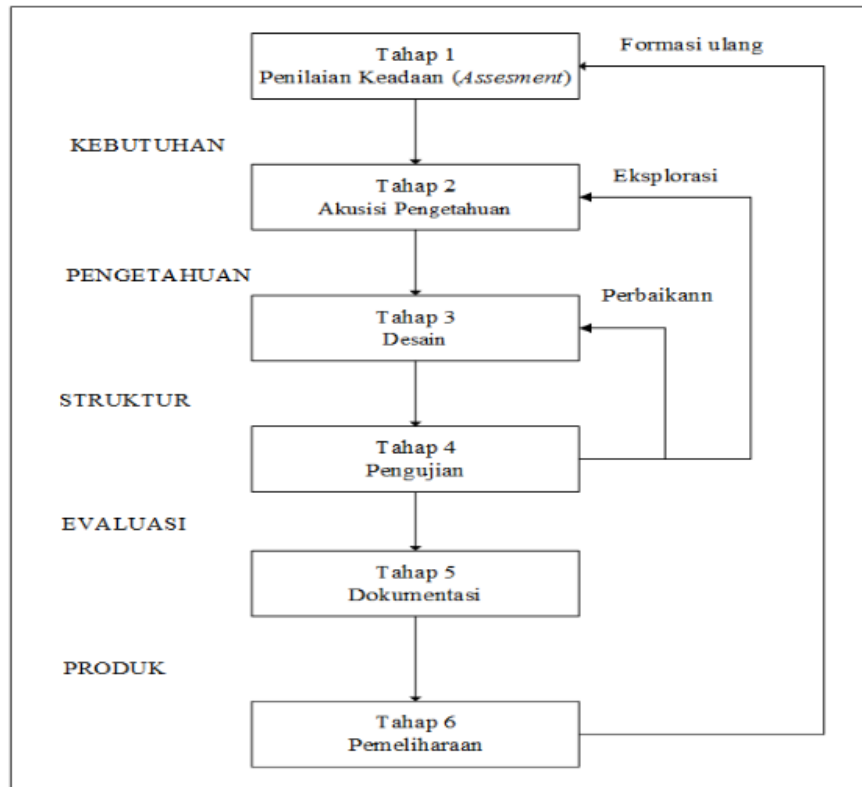 Tahap 1
Penilaian Keadaan (Assesment)
Formasi ulang
KEBUTUHAN
Tahap 2
Akusisi Pengetahuan
Eksplorasi
PENGETAHUAN
Tahap 3
Desain
Perbaikann
STRUKTUR
Tahap 4
Pengujian
EVALUASI
Tahap 5
Dokumentasi
PRODUK
Tahap 6
Pemeliharaan